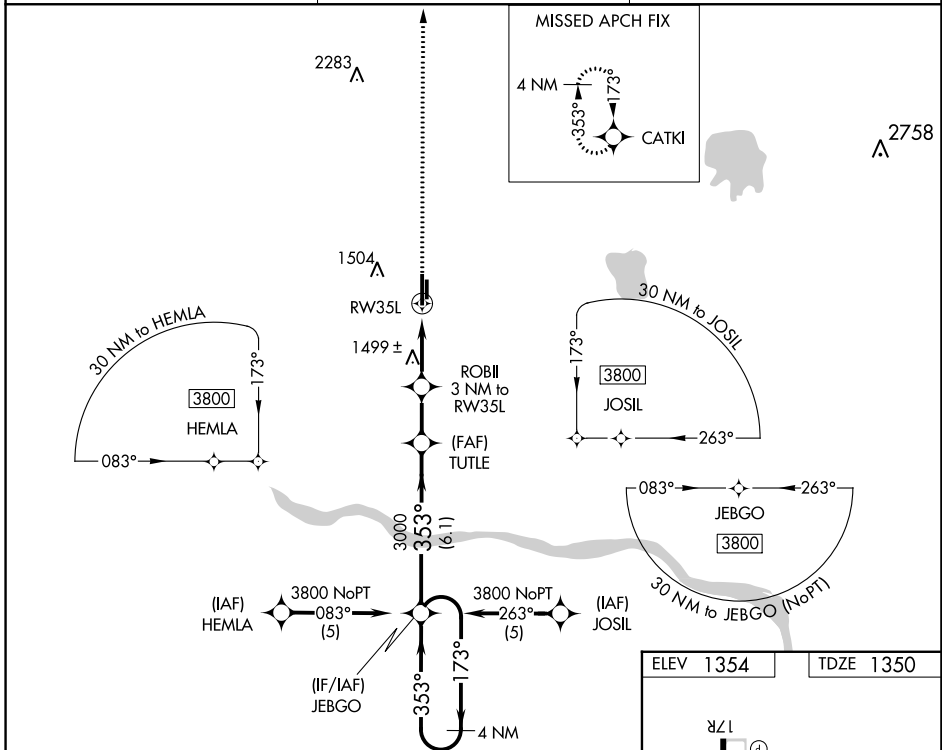 MISSED APCH FIX
2283
4 NM
353°
173°
CATKI
2758
1504
RW35L
30 NM to HEMLA
173°
3800
HEMLA
083°
1499 ±
ROBII
3 NM to
RW35L
(FAF)
TUTLE
30 NM to JOSIL
173°
3800
JOSIL
263°
083°
263°
JEBGO
3800
30 NM to JEBGO (NoPT)
3000
353°
(6.1)
(IAF)
HEMLA
3800 NoPT
083°
(5)
3800 NoPT
263°
(5)
(IAF)
JOSIL
(IF/IAF)
JEBGO
353°
173°
4 NM
ELEV 1354
TDZE 1350
17R
P